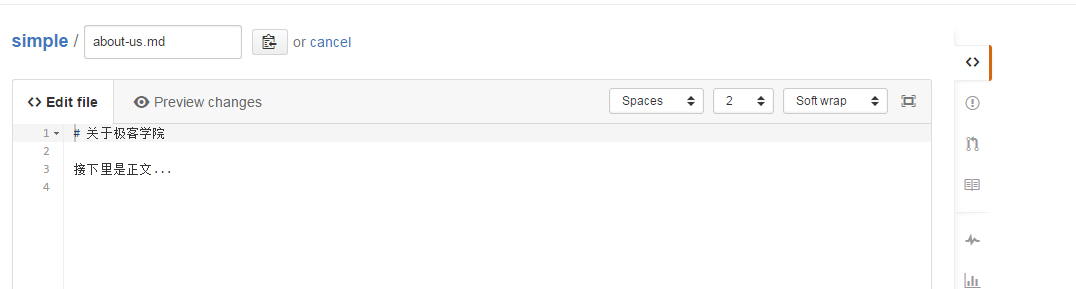 simple / about-us.md or cancel
<> Edit file Preview changes Spaces 2 Soft wrap
1 # 关于极客学院
2
3 接下里是正文...
4